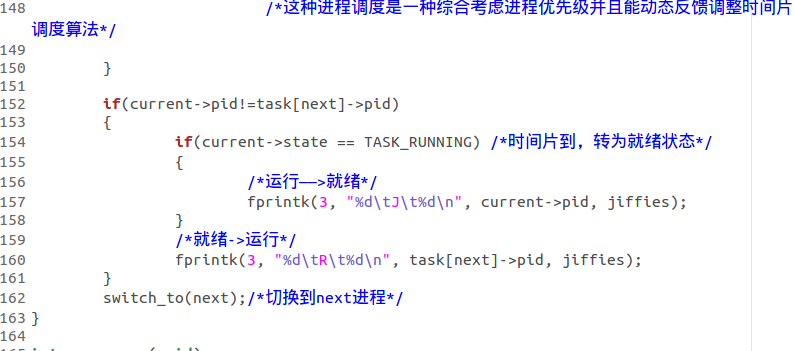 148 /*这种进程调度是一种综合考虑进程优先级并且能动态反馈调整时间片
调度算法*/
149
150 }
151
152 if(current->pid!=task[next]->pid)
153 {
154 if(current->state == TASK_RUNNING) /*时间片到，转为就绪状态*/
155 {
156 /*运行——>就绪*/
157 fprintk(3, "%d\tJ\t%d\n", current->pid, jiffies);
158 }
159 /*就绪->运行*/
160 fprintk(3, "%d\tR\t%d\n", task[next]->pid, jiffies);
161 }
162 switch_to(next);/*切换到next进程*/
163 }
164